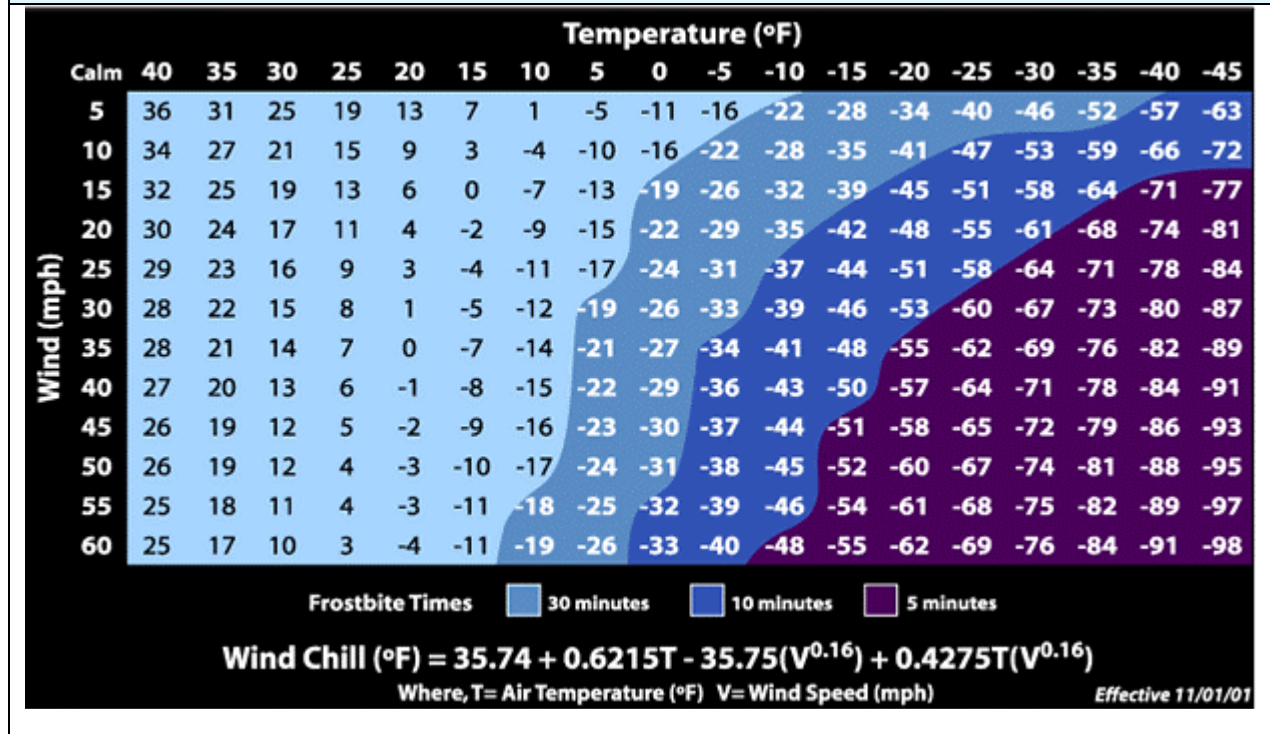 Temperature (ºF)
Calm 40 35 30 25 20 15 10 5 0 -5 -10 -15 -20 -25 -30 -35 -40 -45
5 36 31 25 19 13 7 1 -5 -11 -16 -22 -28 -34 -40 -46 -52 -57 -63
10 34 27 21 15 9 3 -4 -10 -16 -22 -28 -35 -41 -47 -53 -59 -66 -72
15 32 25 19 13 6 0 -7 -13 -19 -26 -32 -39 -45 -51 -58 -64 -71 -77
20 30 24 17 11 4 -2 -9 -15 -22 -29 -35 -42 -48 -55 -61 -68 -74 -81
25 29 23 16 9 3 -4 -11 -17 -24 -31 -37 -44 -51 -58 -64 -71 -78 -84
30 28 22 15 8 1 -5 -12 -19 -26 -33 -39 -46 -53 -60 -67 -73 -80 -87
35 28 21 14 7 0 -7 -14 -21 -27 -34 -41 -48 -55 -62 -69 -76 -82 -89
40 27 20 13 6 -1 -8 -15 -22 -29 -36 -43 -50 -57 -64 -71 -78 -84 -91
45 26 19 12 5 -2 -9 -16 -23 -30 -37 -44 -51 -58 -65 -72 -79 -86 -93
50 26 19 12 4 -3 -10 -17 -24 -31 -38 -45 -52 -60 -67 -74 -81 -88 -95
55 25 18 11 4 -3 -11 -18 -25 -32 -39 -46 -54 -61 -68 -75 -82 -89 -97
60 25 17 10 3 -4 -11 -19 -26 -33 -40 -48 -55 -62 -69 -76 -84 -91 -98
Wind (mph)
Frostbite Times 30 minutes 10 minutes 5 minutes
Wind Chill (ºF) = 35.74 + 0.6215T - 35.75(V^0.16) + 0.4275T(V^0.16)
Where, T= Air Temperature (ºF) V= Wind Speed (mph) Effective 11/01/01